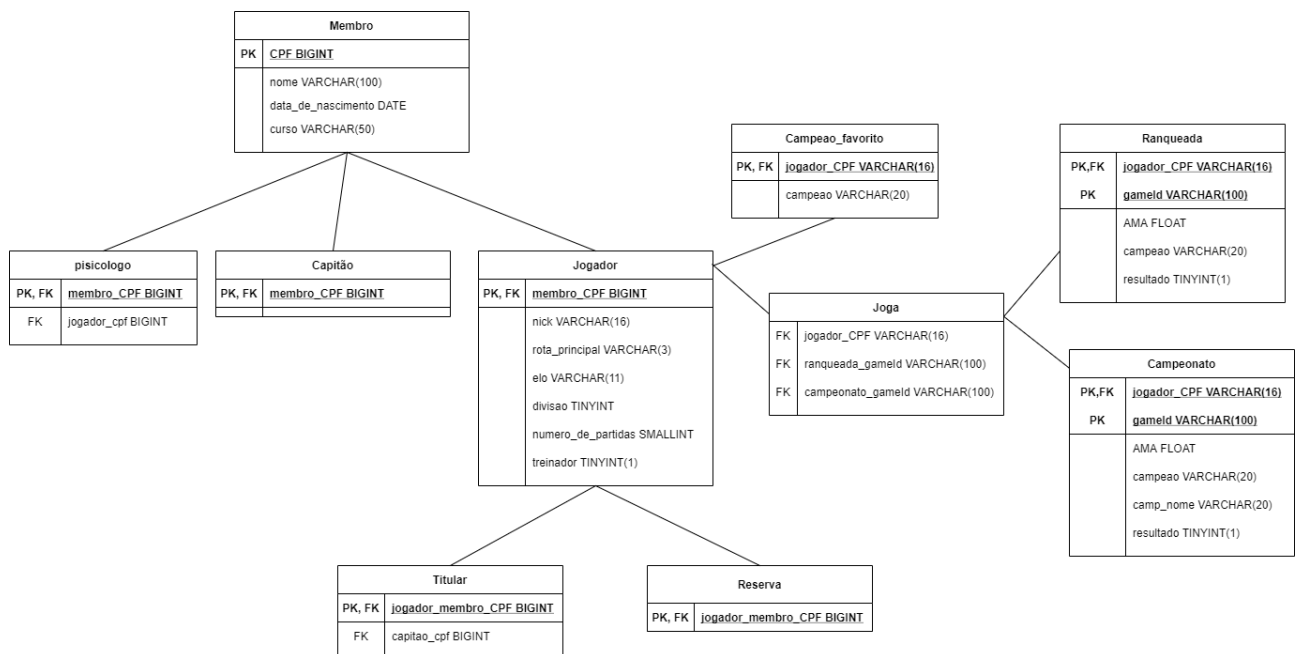 Membro
PK CPF BIGINT
nome VARCHAR(100)
data_de_nascimento DATE
curso VARCHAR(50)
Campeao_favorito
PK, FK jogador_CPF VARCHAR(16)
campeao VARCHAR(20)
Ranqueada
PK,FK jogador_CPF VARCHAR(16)
PK gameId VARCHAR(100)
AMA FLOAT
campeao VARCHAR(20)
resultado TINYINT(1)
pisicologo
PK, FK membro_CPF BIGINT
FK jogador_cpf BIGINT
Capitão
PK, FK membro_CPF BIGINT
Jogador
PK, FK membro_CPF BIGINT
nick VARCHAR(16)
rota_principal VARCHAR(3)
elo VARCHAR(11)
divisao TINYINT
numero_de_partidas SMALLINT
treinador TINYINT(1)
Joga
FK jogador_CPF VARCHAR(16)
FK ranqueada_gameId VARCHAR(100)
FK campeonato_gameId VARCHAR(100)
Campeonato
PK,FK jogador_CPF VARCHAR(16)
PK gameId VARCHAR(100)
AMA FLOAT
campeao VARCHAR(20)
camp_nome VARCHAR(20)
resultado TINYINT(1)
Titular
PK, FK jogador_membro_CPF BIGINT
FK capitao_cpf BIGINT
Reserva
PK, FK jogador_membro_CPF BIGINT